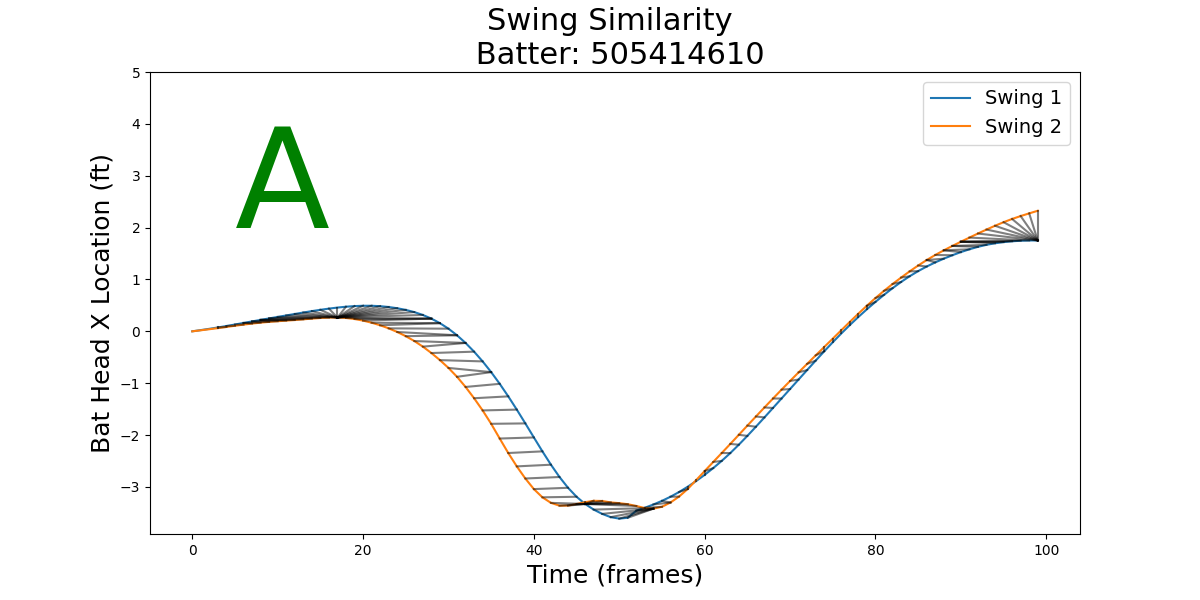 Swing Similarity
Batter: 505414610
A
Swing 1
Swing 2
Bat Head X Location (ft)
5
4
3
2
1
0
−1
−2
−3
0
20
40
60
80
100
Time (frames)